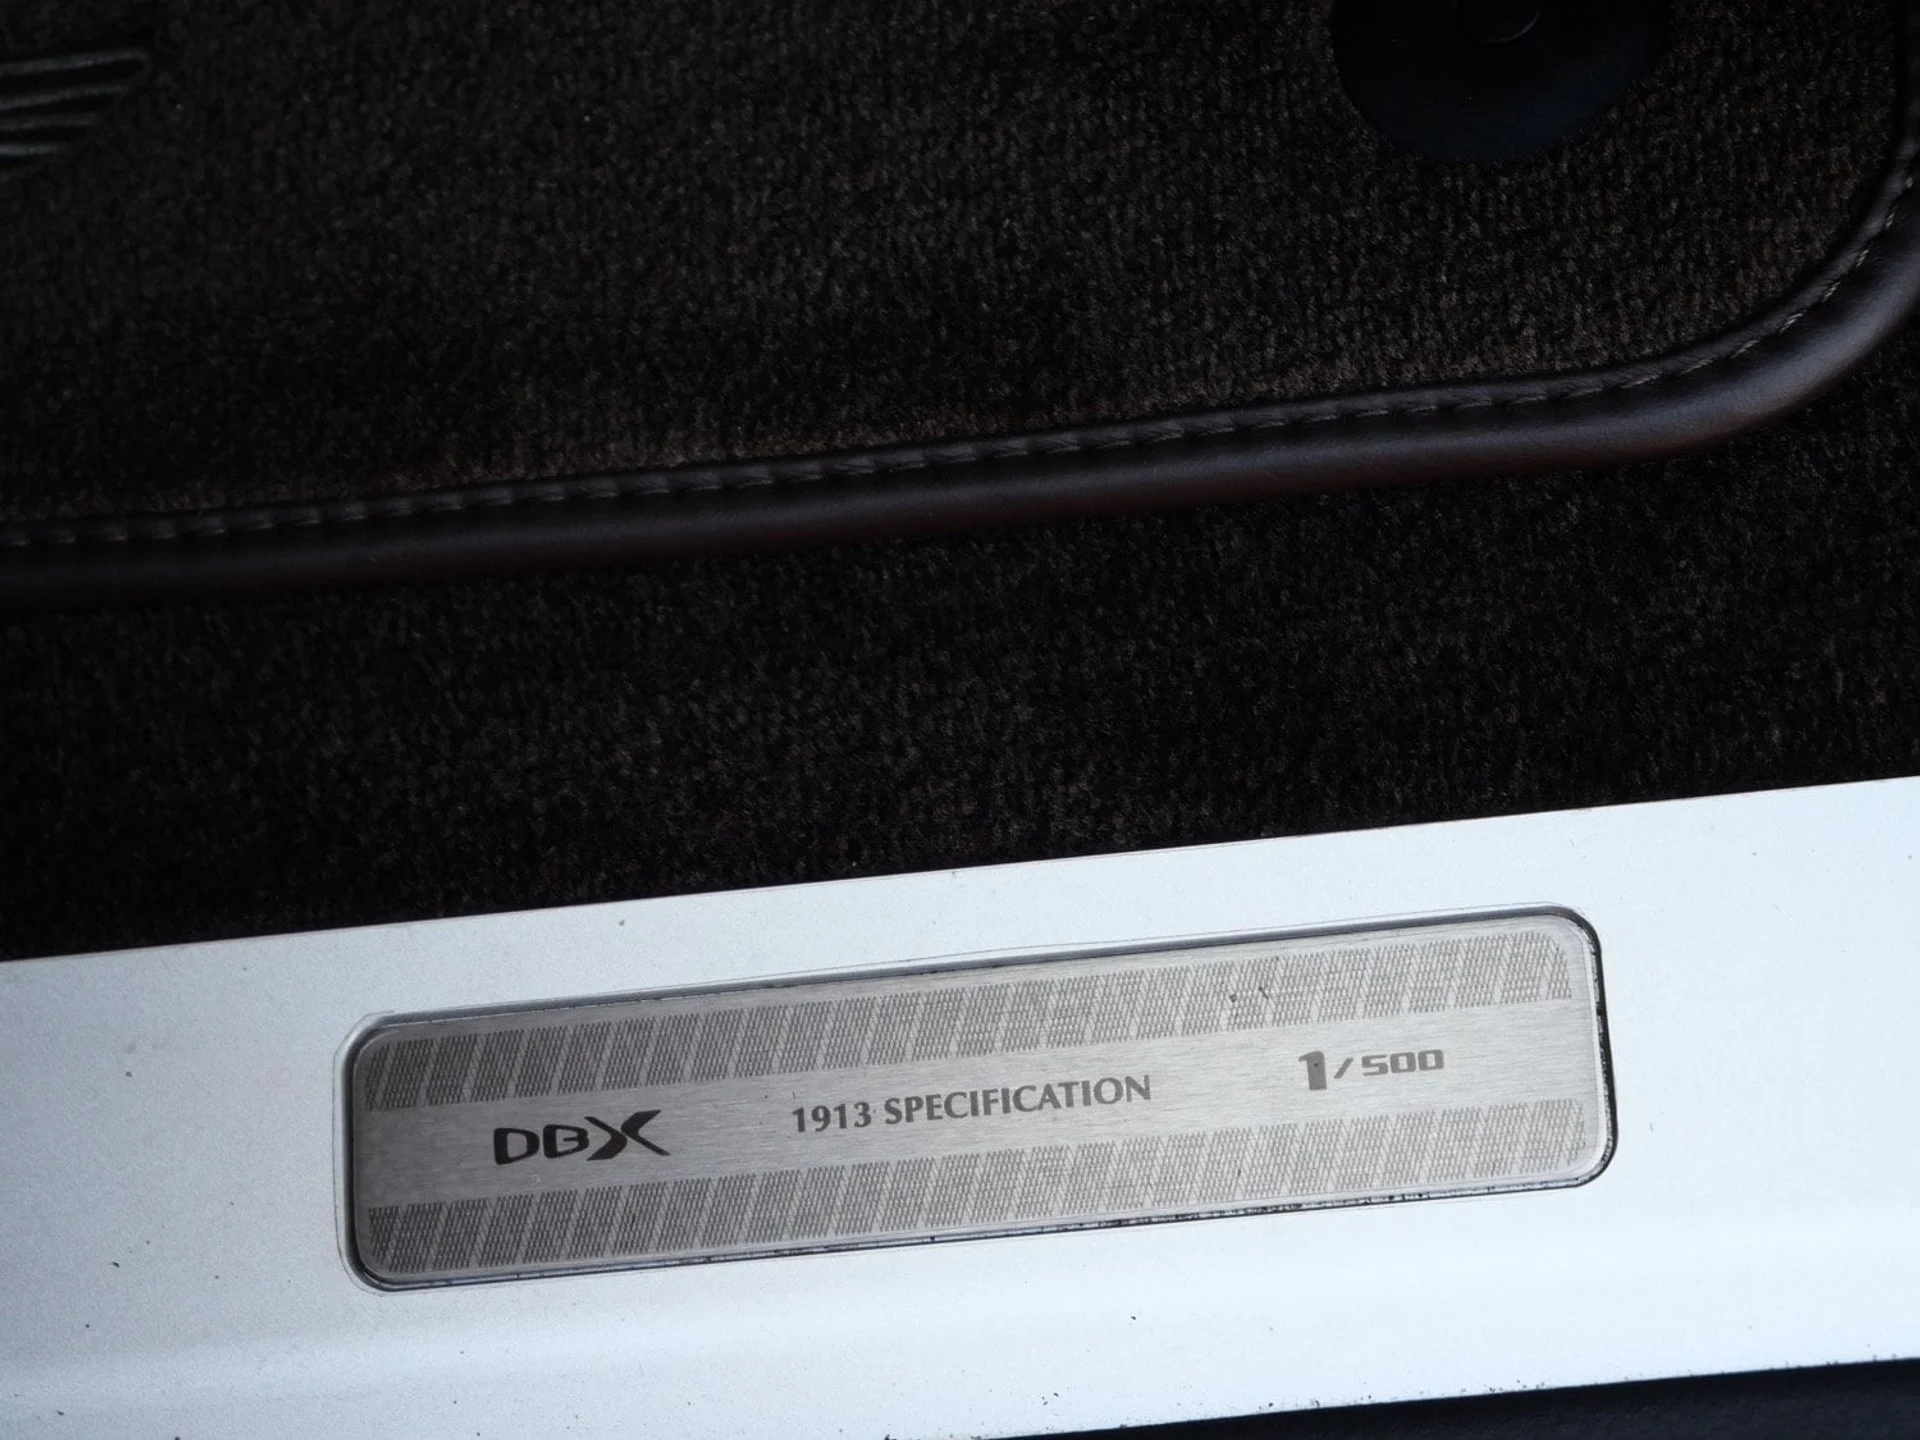 DBX 1913 SPECIFICATION 1/500